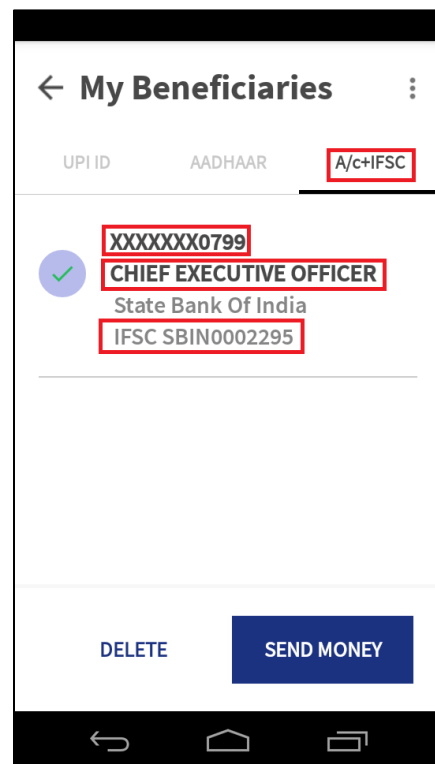 My Beneficiaries
UPI ID AADHAAR A/c+IFSC
XXXXXXX0799
CHIEF EXECUTIVE OFFICER
State Bank Of India
IFSC SBIN0002295
DELETE SEND MONEY